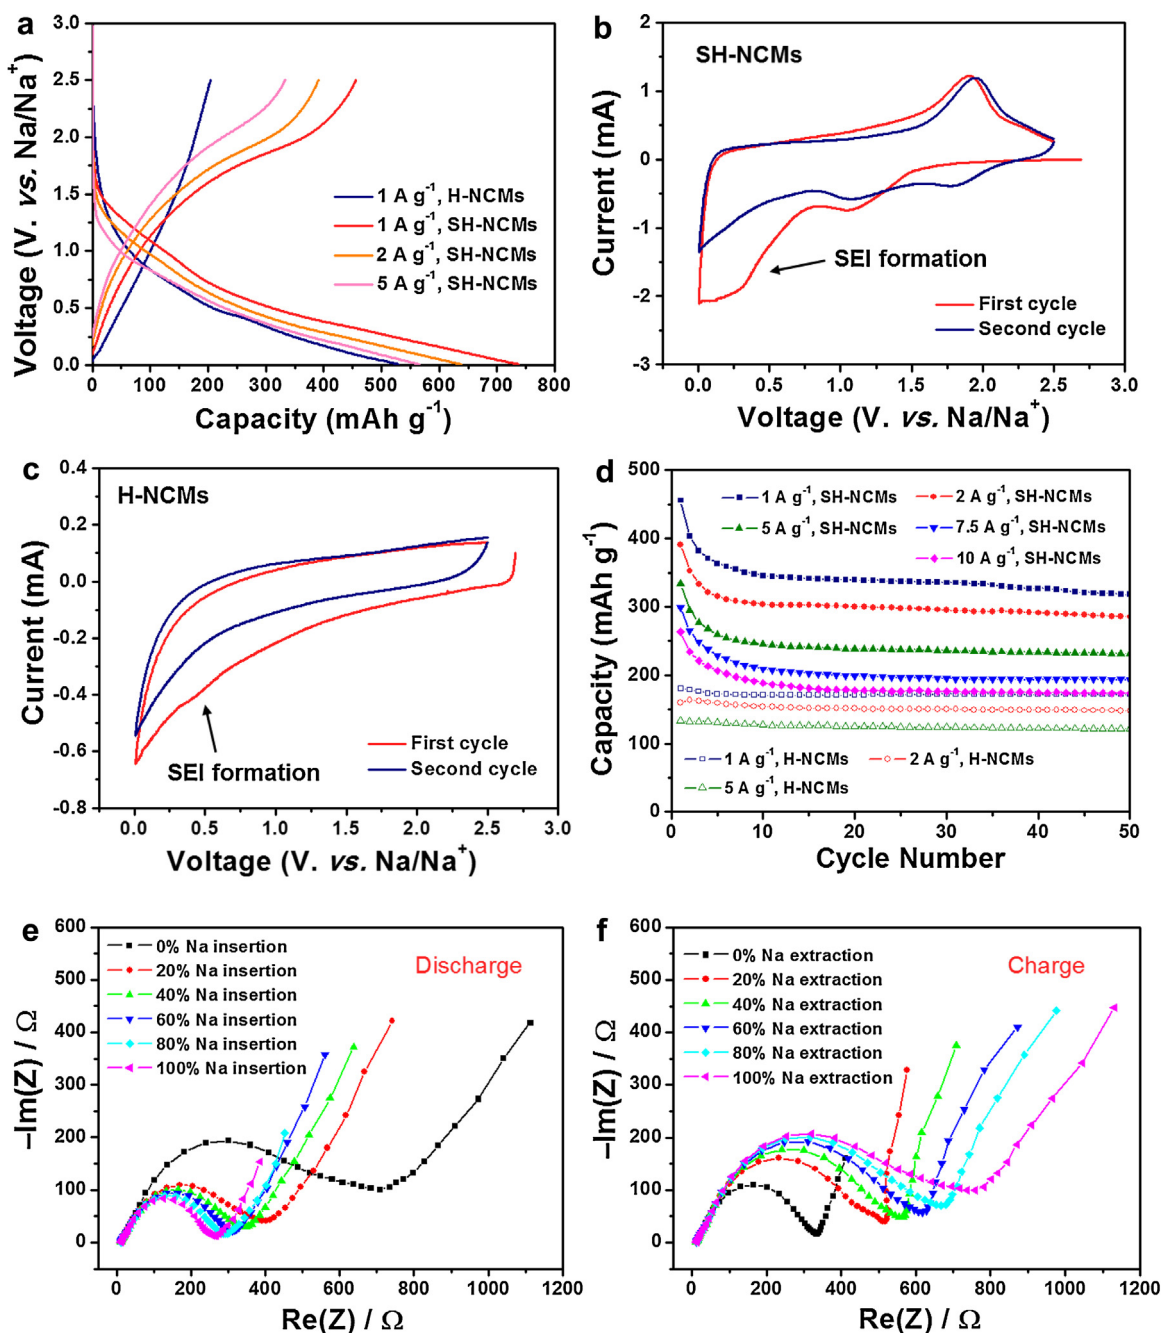 a
3.0
2.5
2.0
1.5
1.0
0.5
0.0
Voltage (V. vs. Na/Na⁺)
1 A g⁻¹, H-NCMs
1 A g⁻¹, SH-NCMs
2 A g⁻¹, SH-NCMs
5 A g⁻¹, SH-NCMs
0 100 200 300 400 500 600 700 800
Capacity (mAh g⁻¹)
b
SH-NCMs
2
1
0
-1
-2
-3
Current (mA)
SEI formation
First cycle
Second cycle
0.0 0.5 1.0 1.5 2.0 2.5 3.0
Voltage (V. vs. Na/Na⁺)
c
H-NCMs
0.4
0.2
0.0
-0.2
-0.4
-0.6
-0.8
Current (mA)
SEI formation
First cycle
Second cycle
0.0 0.5 1.0 1.5 2.0 2.5 3.0
Voltage (V. vs. Na/Na⁺)
d
500
400
300
200
100
0
Capacity (mAh g⁻¹)
1 A g⁻¹, SH-NCMs 2 A g⁻¹, SH-NCMs
5 A g⁻¹, SH-NCMs 7.5 A g⁻¹, SH-NCMs
10 A g⁻¹, SH-NCMs
1 A g⁻¹, H-NCMs 2 A g⁻¹, H-NCMs
5 A g⁻¹, H-NCMs
0 10 20 30 40 50
Cycle Number
e
600
500
400
300
200
100
0
–Im(Z) / Ω
0% Na insertion
20% Na insertion
40% Na insertion
60% Na insertion
80% Na insertion
100% Na insertion
Discharge
0 200 400 600 800 1000 1200
Re(Z) / Ω
f
600
500
400
300
200
100
0
–Im(Z) / Ω
0% Na extraction
20% Na extraction
40% Na extraction
60% Na extraction
80% Na extraction
100% Na extraction
Charge
0 200 400 600 800 1000 1200
Re(Z) / Ω